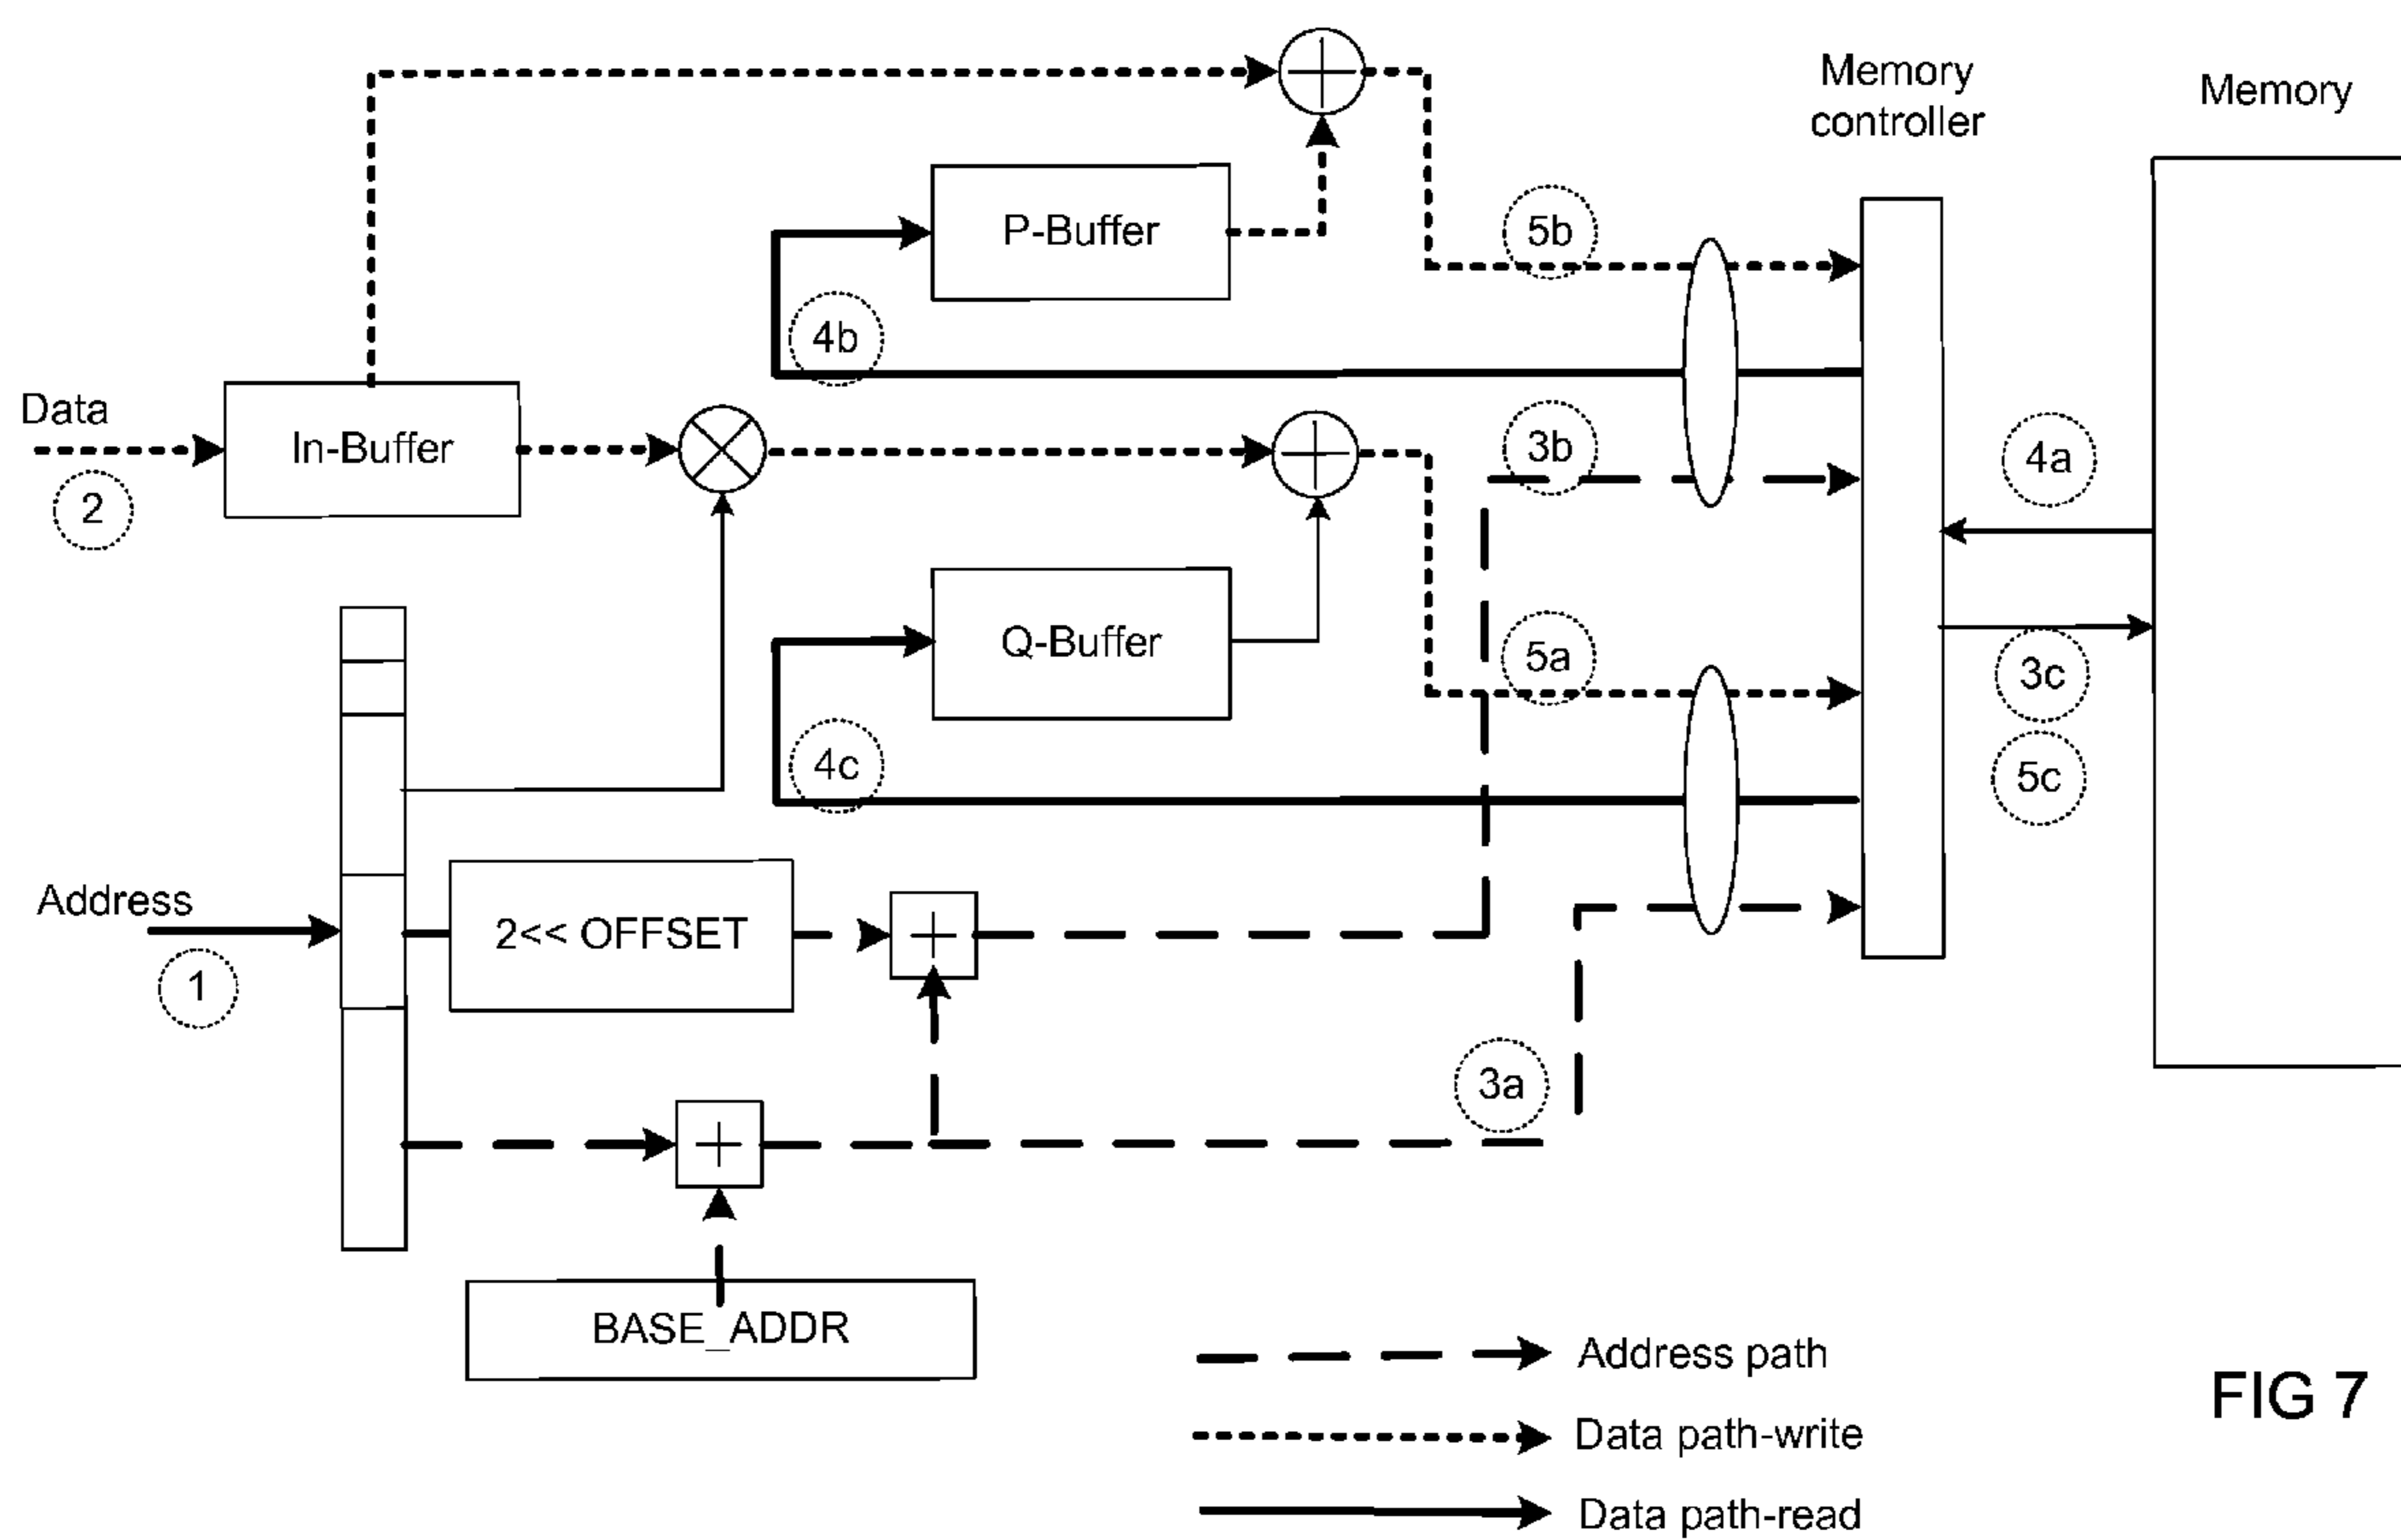 Memory
controller
Memory
P-Buffer
5b
4b
Data
In-Buffer
2
3b
4a
Q-Buffer
5a
3c
4c
5c
Address
2<< OFFSET
1
3a
BASE_ADDR
Address path
Data path-write
Data path-read
FIG 7